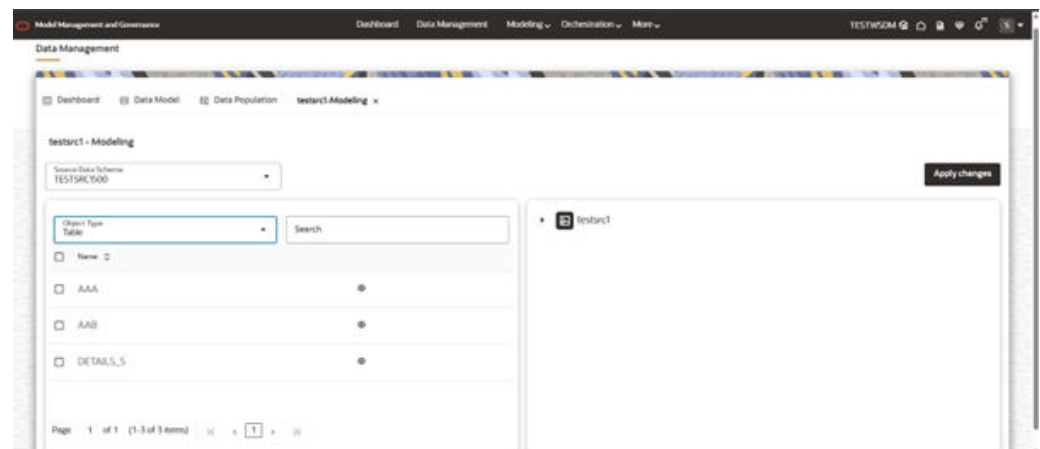 Model Management and Governance Dashboard Data Management Modeling Orchestration More TESTWSDM S
Data Management
Dashboard Data Model Data Population testsrc1-Modeling ×
testsrc1 - Modeling
Source Data Schema
TESTSRC1500
Apply changes
Object Type
Table
Search
testsrc1
Name
AAA
AAB
DETAILS_S
Page 1 of 1 (1-3 of 3 items) 1